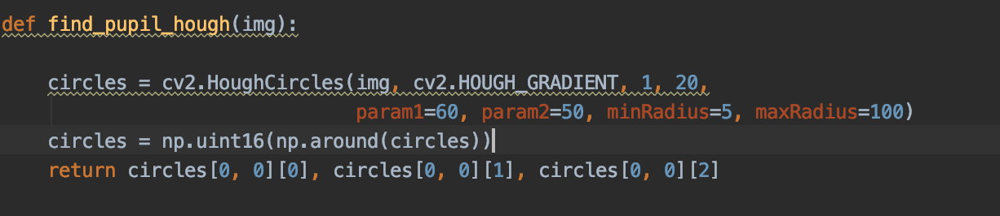 def find_pupil_hough(img):
circles = cv2.HoughCircles(img, cv2.HOUGH_GRADIENT, 1, 20,
param1=60, param2=50, minRadius=5, maxRadius=100)
circles = np.uint16(np.around(circles))
return circles[0, 0][0], circles[0, 0][1], circles[0, 0][2]